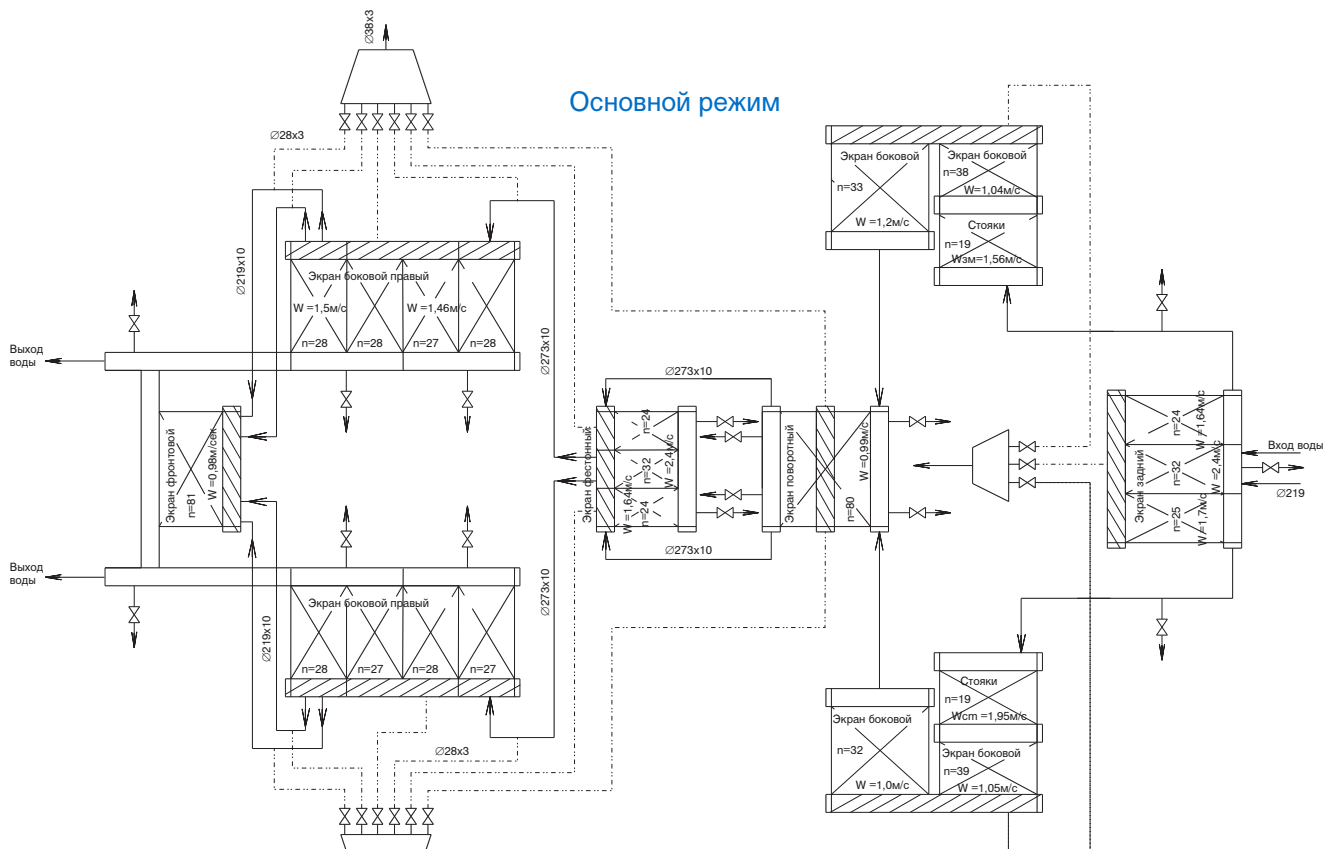 Ø38x3
Основной режим
Ø28x3
Экран боковой
n=33
W =1,2м/с
Экран боковой
n=38
W=1,04м/с
Стояки
n=19
Wзм=1,56м/с
Ø219x10
Экран боковой правый
W =1,5м/с
W =1,46м/с
n=28
n=28
n=27
n=28
Ø273x10
Выход
воды
Экран фронтовой
n=81
W =0,98м/сек
Ø273x10
Экран фестонный
W =1,64м/с
n=24
n=32
n=24
W =2,4м/с
Ø273x10
Экран поворотный
n=80
W =0,99м/с
Экран задний
n=24
n=32
n=25
W =1,64м/с
W =2,4м/с
W =1,7м/с
Вход воды
Ø219
Выход
воды
Ø219x10
Экран боковой правый
n=28
n=27
n=28
n=27
Ø273x10
Ø28x3
Экран боковой
n=32
W =1,0м/с
Стояки
n=19
Wcm =1,95м/с
Экран боковой
n=39
W =1,05м/с